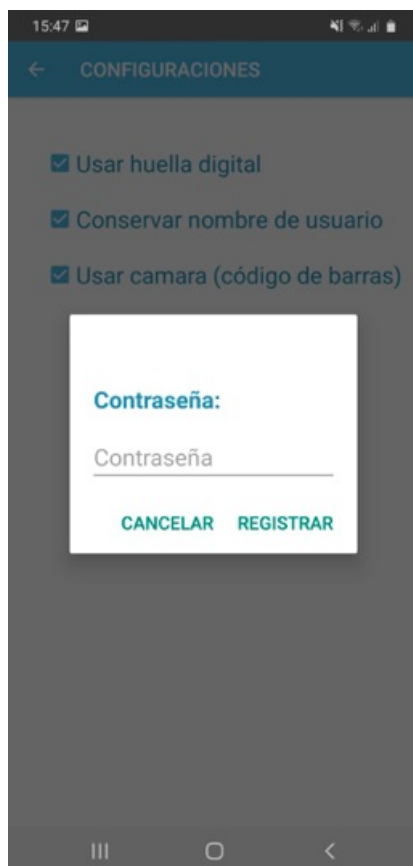 15:47
CONFIGURACIONES
Usar huella digital
Conservar nombre de usuario
Usar camara (código de barras)
Contraseña:
Contraseña
CANCELAR REGISTRAR